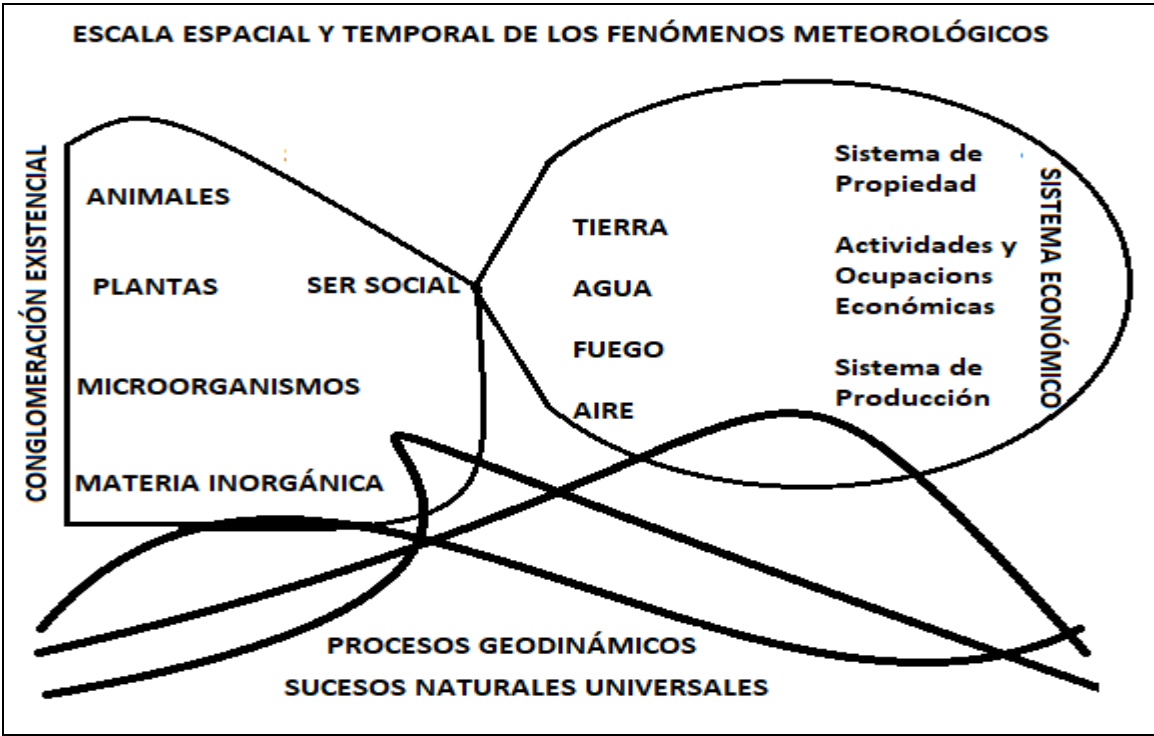 ESCALA ESPACIAL Y TEMPORAL DE LOS FENÓMENOS METEOROLÓGICOS
CONGLOMERACIÓN EXISTENCIAL
ANIMALES
PLANTAS
SER SOCIAL
MICROORGANISMOS
MATERIA INORGÁNICA
TIERRA
AGUA
FUEGO
AIRE
Sistema de
Propiedad
Actividades y
Ocupacions
Económicas
Sistema de
Producción
SISTEMA ECONÓMICO
PROCESOS GEODINÁMICOS
SUCESOS NATURALES UNIVERSALES